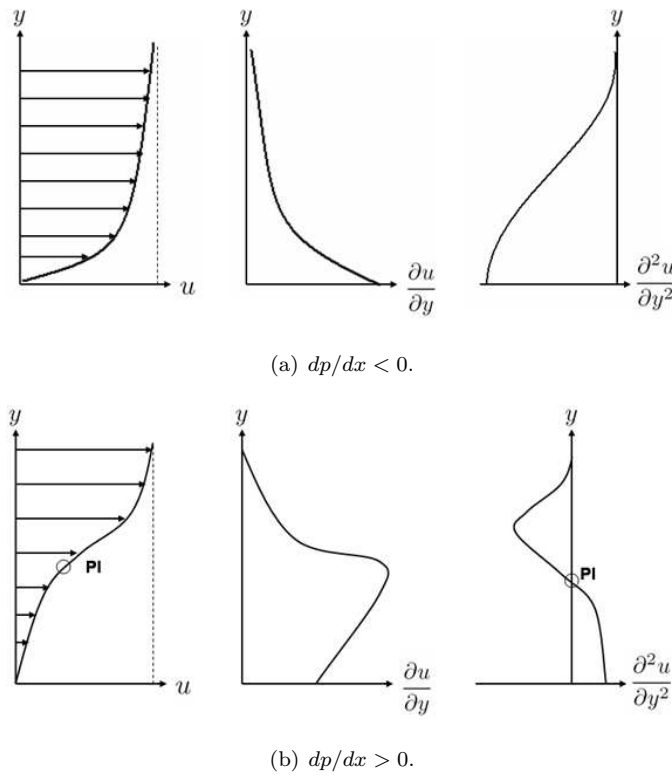 y y y
u ∂u/∂y ∂²u/∂y²
(a) dp/dx < 0.
y y y
PI PI
u ∂u/∂y ∂²u/∂y²
(b) dp/dx > 0.